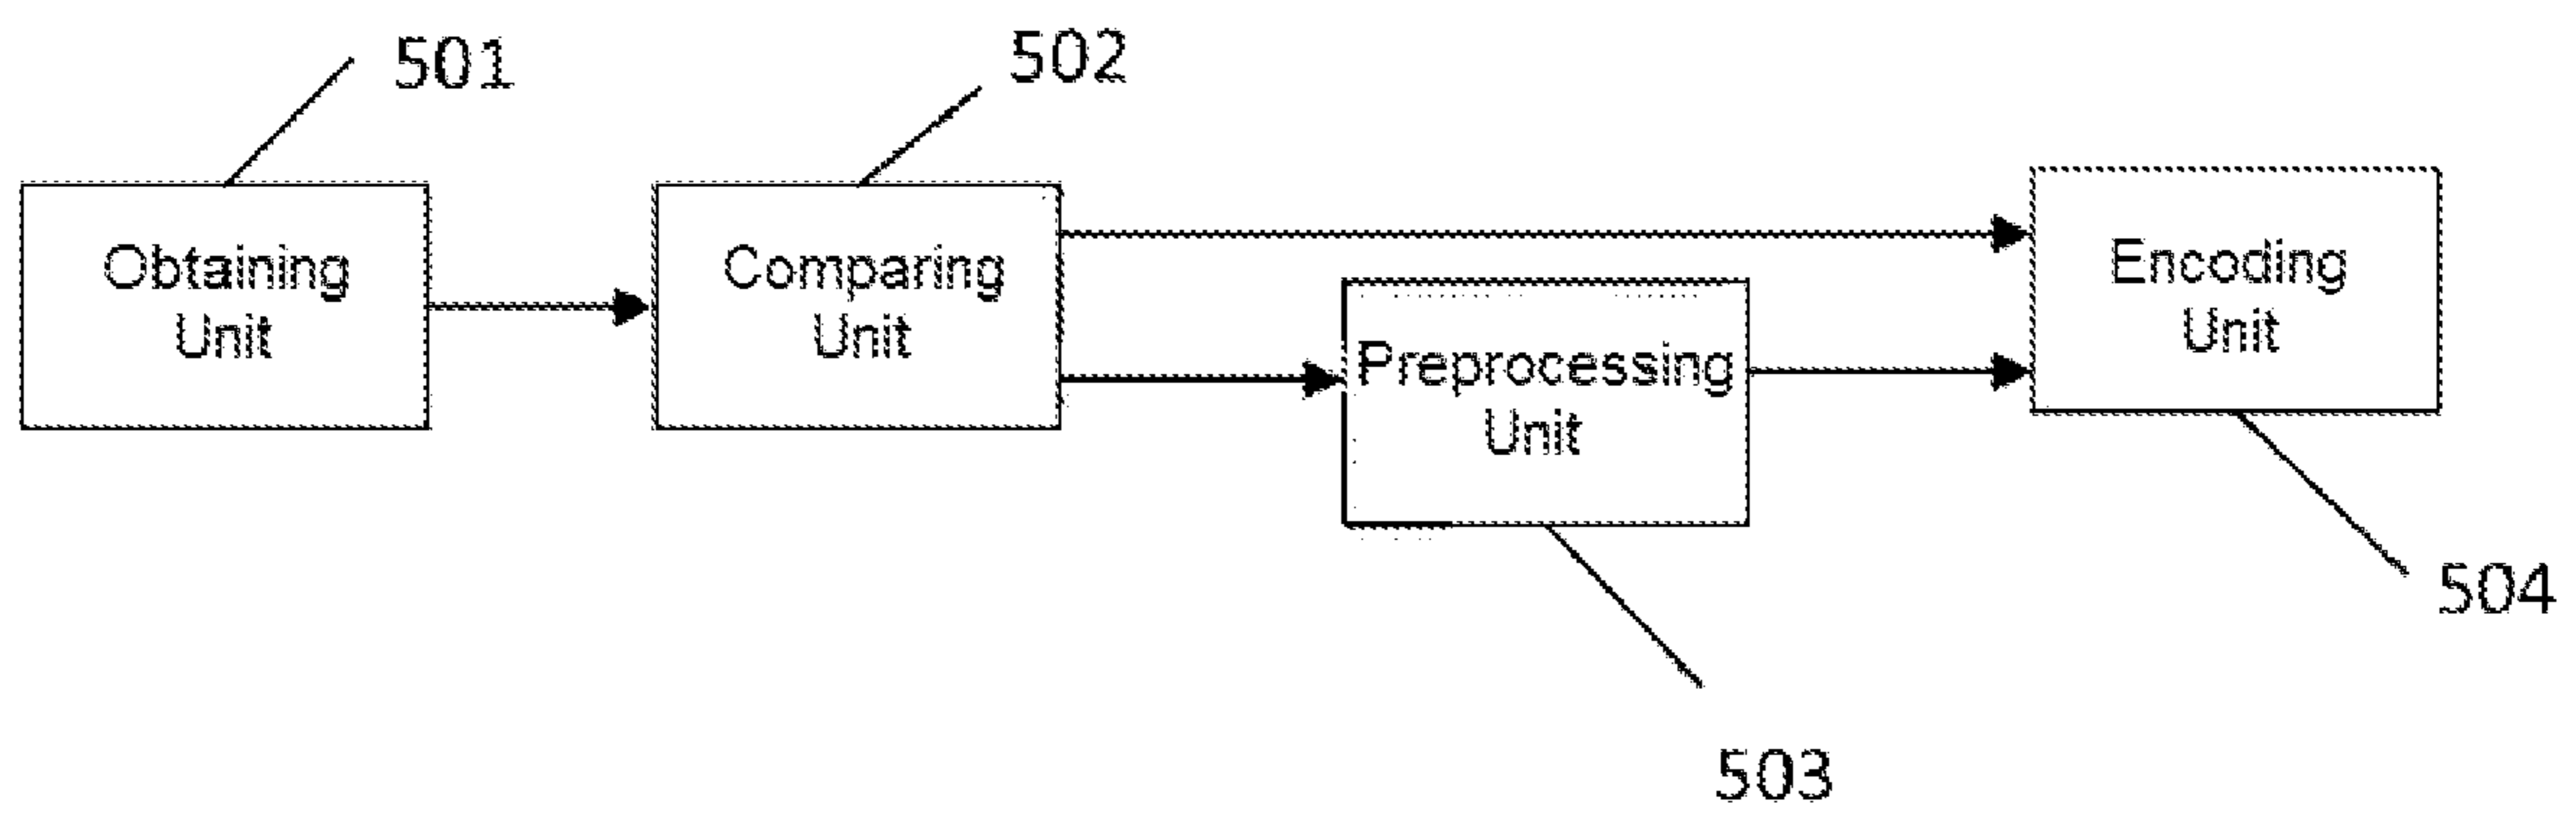 501
502
Obtaining
Unit
Comparing
Unit
Encoding
Unit
Preprocessing
Unit
504
503